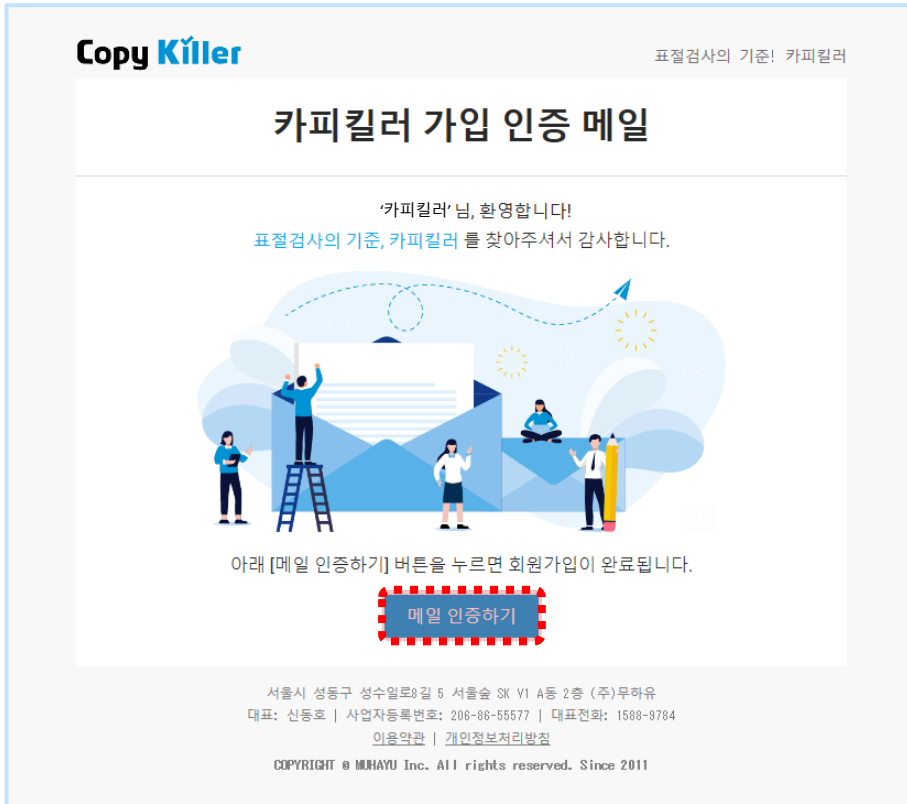 Copy Killer
표절검사의 기준! 카피킬러
카피킬러 가입 인증 메일
‘카피킬러’ 님, 환영합니다!
표절검사의 기준, 카피킬러 를 찾아주셔서 감사합니다.
아래 [메일 인증하기] 버튼을 누르면 회원가입이 완료됩니다.
메일 인증하기
서울시 성동구 성수일로8길 5 서울숲 SK V1 A동 2층 (주)무하유
대표: 신동호 | 사업자등록번호: 206-86-55577 | 대표전화: 1588-9784
이용약관 | 개인정보처리방침
COPYRIGHT @ MUHAYU Inc. All rights reserved. Since 2011